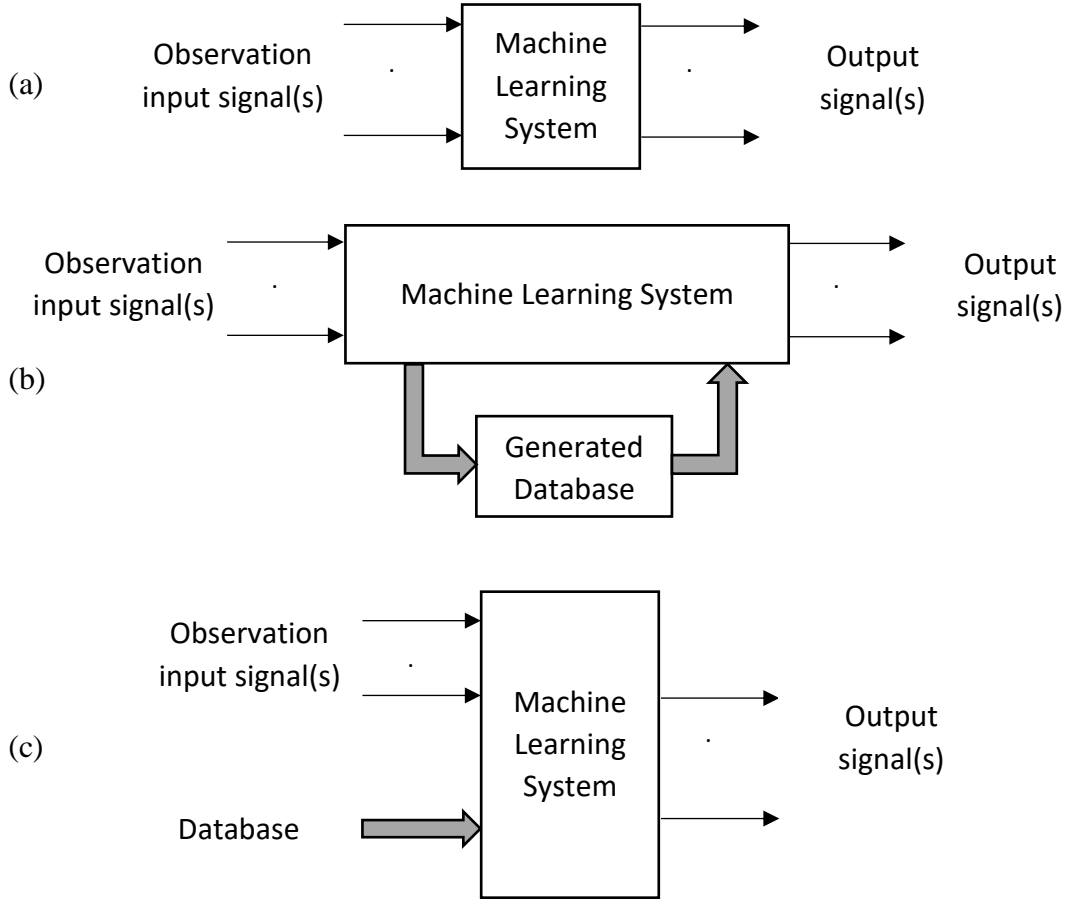 (a)
Observation
input signal(s)
Machine
Learning
System
Output
signal(s)
(b)
Observation
input signal(s)
Machine Learning System
Output
signal(s)
Generated
Database
(c)
Observation
input signal(s)
Database
Machine
Learning
System
Output
signal(s)